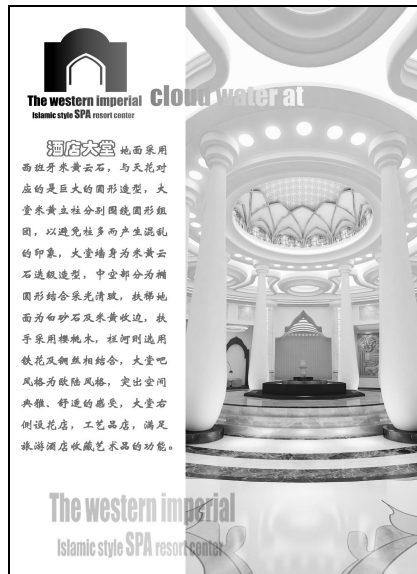 The western imperial
Islamic style SPA resort center
cloud water at
酒店大堂 地面采用
西班牙米黄云石，与天花对
应的是巨大的圆形造型，大
堂米黄立柱分别围绕圆形组
团，以避免柱多而产生混乱
的印象，大堂墙身为米黄云
石造级造型，中空部分为椭
圆形结合采光清玻，扶梯地
面为白砂石及米黄收边，扶
手采用樱桃木，栏河则选用
铁花及钢丝相结合，大堂吧
风格为欧陆风格，突出空间
典雅、舒适的感受，大堂右
侧设花店，工艺品店，满足
旅游酒店收藏艺术品的功能。
The western imperial
Islamic style SPA resort center